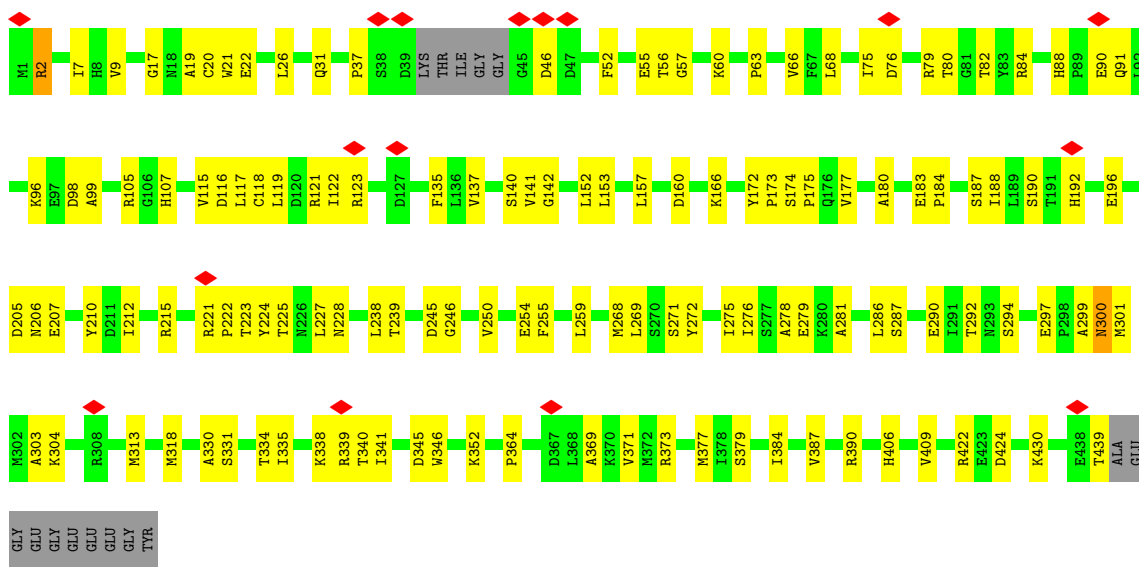 M1 R2 I7 H8 V9 G17 N18 A19 C20 W21 E22 L26 Q31 P37 S38 D39 LYS THR ILE GLY GLY G45 D46 D47 F52 E55 T56 G57 K60 P63 V66 F67 L68 I75 D76 R79 T80 G81 T82 Y83 R84 H88 P89 E90 Q91 L92
K96 E97 D98 A99 R105 G106 H107 V115 D116 L117 C118 L119 D120 R121 I122 R123 D127 F135 L136 V137 S140 V141 G142 L152 L153 L157 D160 K166 Y172 P173 S174 P175 Q176 V177 A180 E183 P184 S187 I188 L189 S190 T191 H192 E196
D205 N206 E207 Y210 D211 I212 R215 R221 P222 T223 Y224 T225 N226 L227 N228 L238 T239 D245 G246 V250 E254 F255 L259 M268 L269 S270 S271 Y272 I275 I276 S277 A278 E279 K280 A281 L286 S287 E290 I291 T292 N293 S294 E297 P298 A299 N300 M301
M302 A303 K304 R308 M313 M318 A330 S331 T334 I335 K338 R339 T340 I341 D345 W346 K352 P364 D367 L368 A369 K370 V371 M372 R373 M377 I378 S379 I384 V387 R390 H406 V409 R422 E423 D424 K430 E438 T439 ALA GLU
GLY GLU GLY GLU GLU GLU GLY TYR